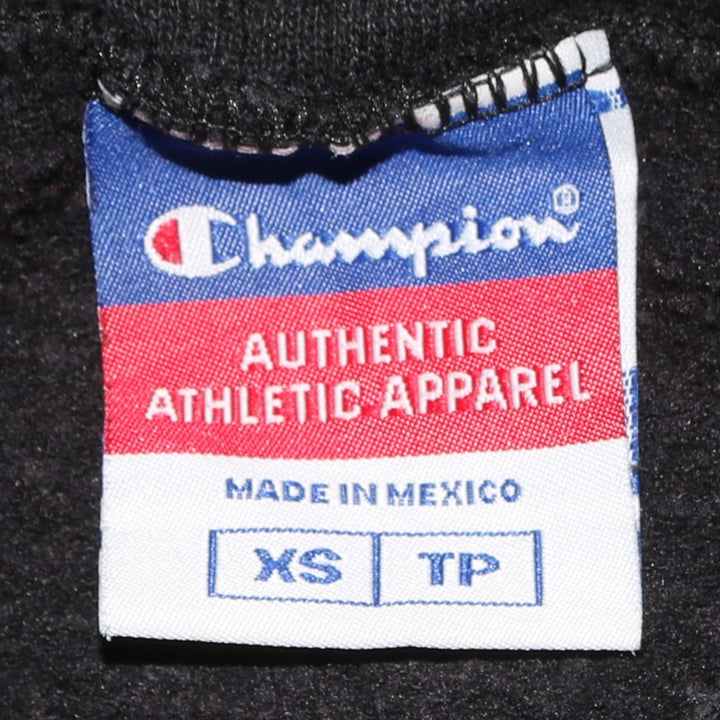 Champion®
AUTHENTIC
ATHLETIC APPAREL
MADE IN MEXICO
XS TP